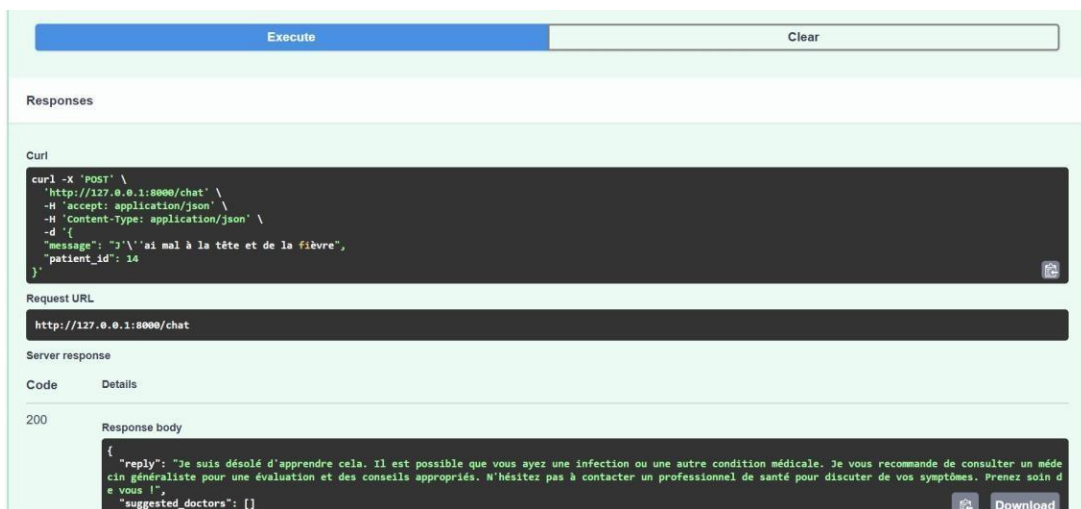 Execute Clear
Responses
Curl
curl -X 'POST' \
  'http://127.0.0.1:8000/chat' \
  -H 'accept: application/json' \
  -H 'Content-Type: application/json' \
  -d '{
  "message": "J'\''ai mal à la tête et de la fièvre",
  "patient_id": 14
}'
Request URL
http://127.0.0.1:8000/chat
Server response
Code Details
200
Response body
{
  "reply": "Je suis désolé d'apprendre cela. Il est possible que vous ayez une infection ou une autre condition médicale. Je vous recommande de consulter un méde
cin généraliste pour une évaluation et des conseils appropriés. N'hésitez pas à contacter un professionnel de santé pour discuter de vos symptômes. Prenez soin d
e vous !",
  "suggested_doctors": []
Download